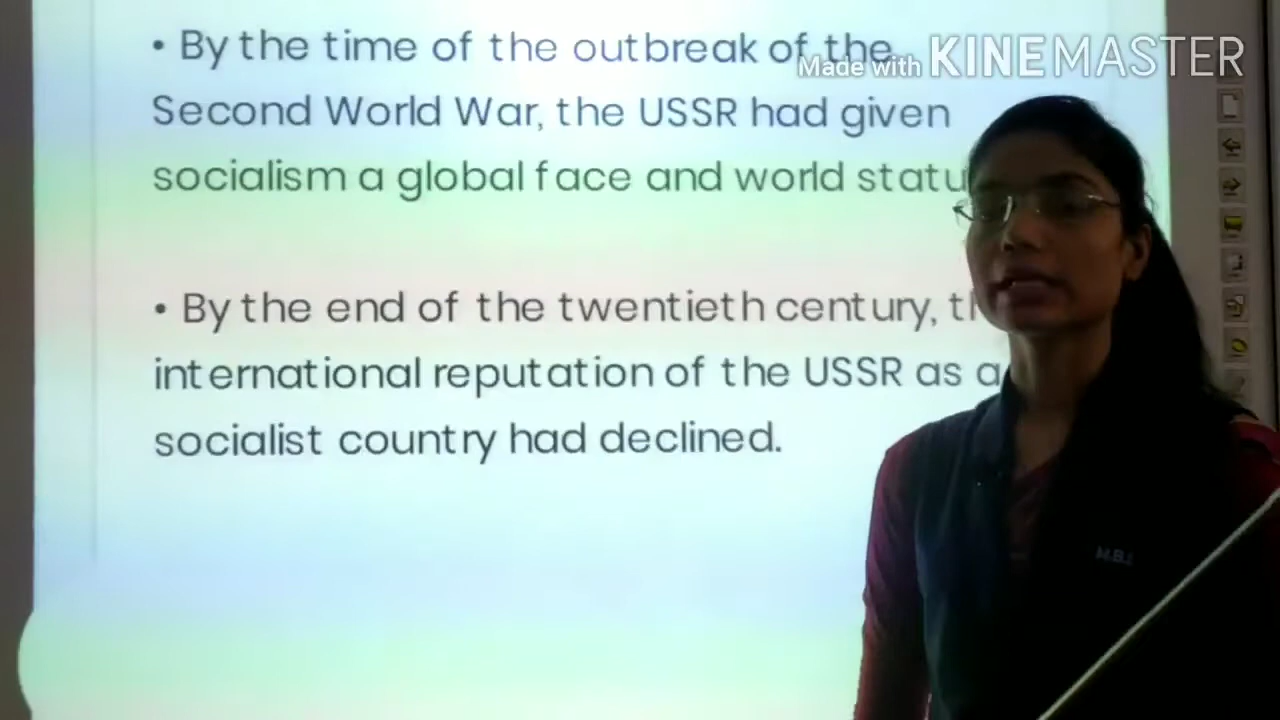 • By the time of the outbreak of the
Made with KINEMASTER
Second World War, the USSR had given
socialism a global face and world statu
• By the end of the twentieth century, th
international reputation of the USSR as a
socialist country had declined.